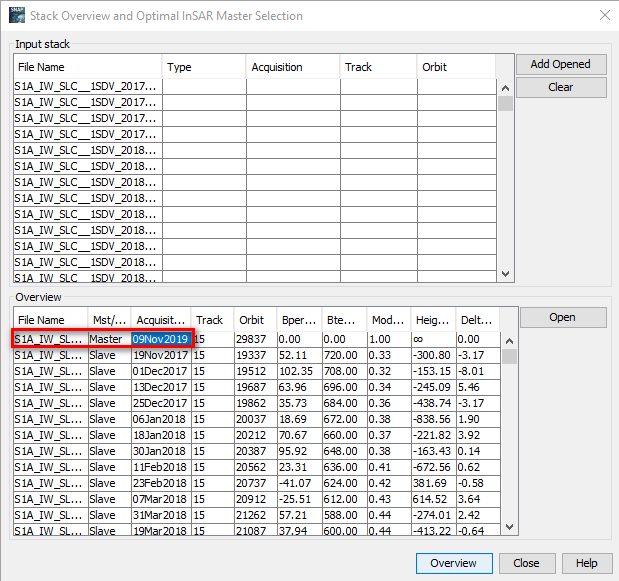 SNAP
Stack Overview and Optimal InSAR Master Selection
Input stack
File Name Type Acquisition Track Orbit
Add Opened
Clear
S1A_IW_SLC__1SDV_2017...
S1A_IW_SLC__1SDV_2017...
S1A_IW_SLC__1SDV_2017...
S1A_IW_SLC__1SDV_2017...
S1A_IW_SLC__1SDV_2018...
S1A_IW_SLC__1SDV_2018...
S1A_IW_SLC__1SDV_2018...
S1A_IW_SLC__1SDV_2018...
S1A_IW_SLC__1SDV_2018...
S1A_IW_SLC__1SDV_2018...
S1A_IW_SLC__1SDV_2018...
S1A_IW_SLC__1SDV_2018...
S1A_IW_SLC__1SDV_2018...
Overview
File Name Mst/... Acquisit... Track Orbit Bper... Bte... Mod... Heig... Delt...
Open
S1A_IW_SL... Master 09Nov2019 15 29837 0.00 0.00 1.00 ∞ 0.00
S1A_IW_SL... Slave 19Nov2017 15 19337 52.11 720.00 0.33 -300.80 -3.17
S1A_IW_SL... Slave 01Dec2017 15 19512 102.35 708.00 0.32 -153.15 -8.01
S1A_IW_SL... Slave 13Dec2017 15 19687 63.96 696.00 0.34 -245.09 5.46
S1A_IW_SL... Slave 25Dec2017 15 19862 35.73 684.00 0.36 -438.74 -3.17
S1A_IW_SL... Slave 06Jan2018 15 20037 18.69 672.00 0.38 -838.56 1.90
S1A_IW_SL... Slave 18Jan2018 15 20212 70.67 660.00 0.37 -221.82 3.92
S1A_IW_SL... Slave 30Jan2018 15 20387 95.92 648.00 0.38 -163.43 0.14
S1A_IW_SL... Slave 11Feb2018 15 20562 23.31 636.00 0.41 -672.56 0.62
S1A_IW_SL... Slave 23Feb2018 15 20737 -41.07 624.00 0.42 381.69 -0.58
S1A_IW_SL... Slave 07Mar2018 15 20912 -25.51 612.00 0.43 614.52 3.64
S1A_IW_SL... Slave 31Mar2018 15 21262 57.21 588.00 0.44 -274.01 2.42
S1A_IW_SL... Slave 19Mar2018 15 21087 37.94 600.00 0.44 -413.22 -0.64
Overview Close Help